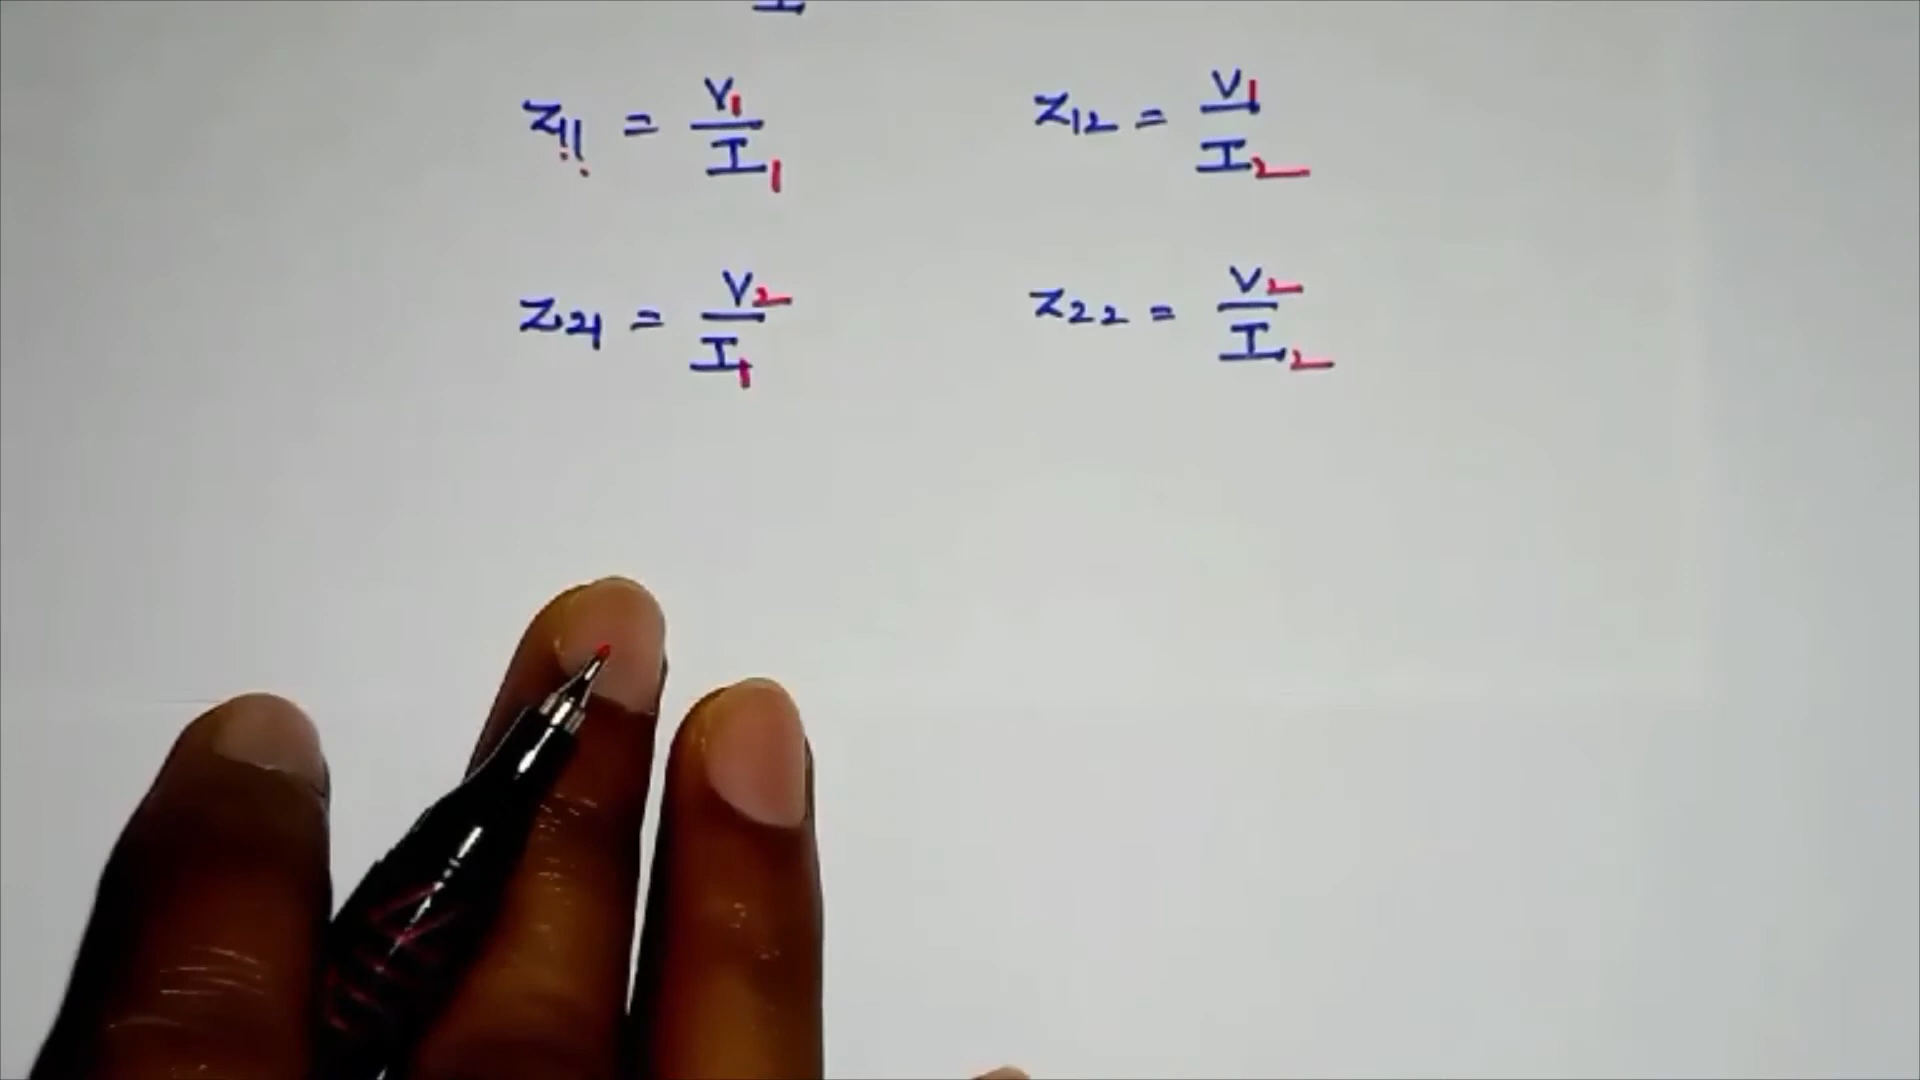 I
Z11 = V1/I1
Z12 = V1/I2
Z21 = V2/I1
Z22 = V2/I2